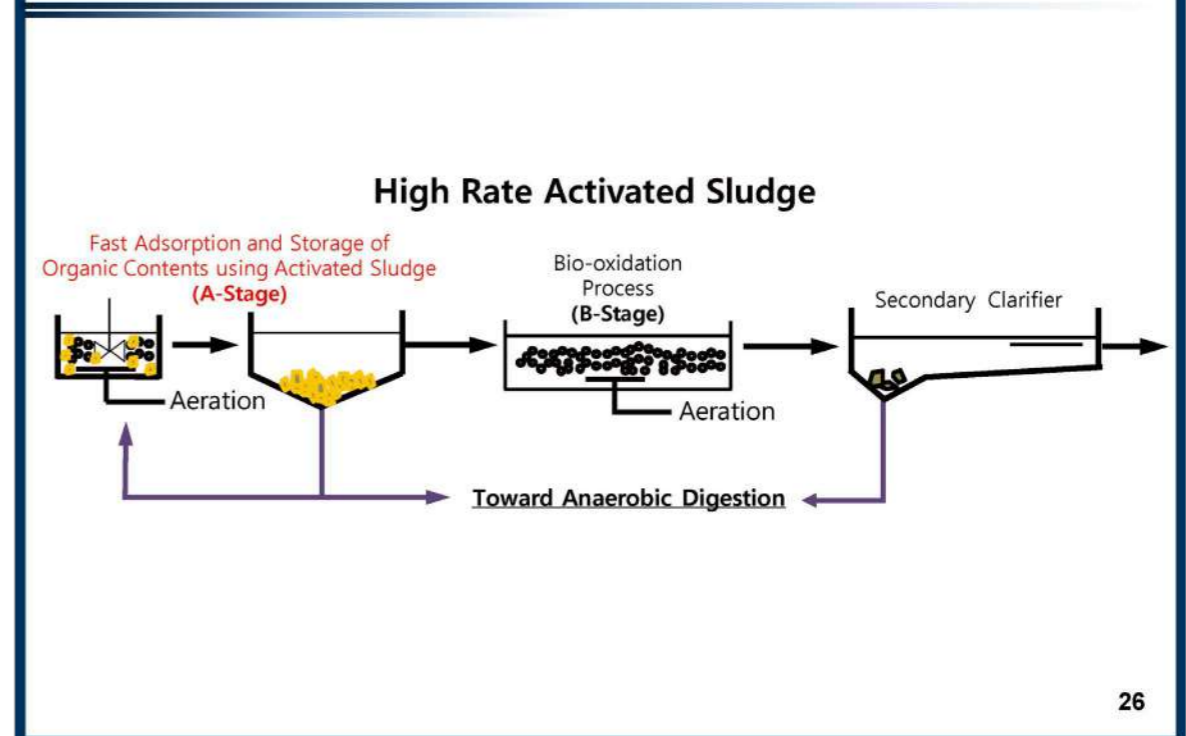 High Rate Activated Sludge
Fast Adsorption and Storage of
Organic Contents using Activated Sludge
(A-Stage)
Aeration
Bio-oxidation
Process
(B-Stage)
Aeration
Secondary Clarifier
Toward Anaerobic Digestion
26